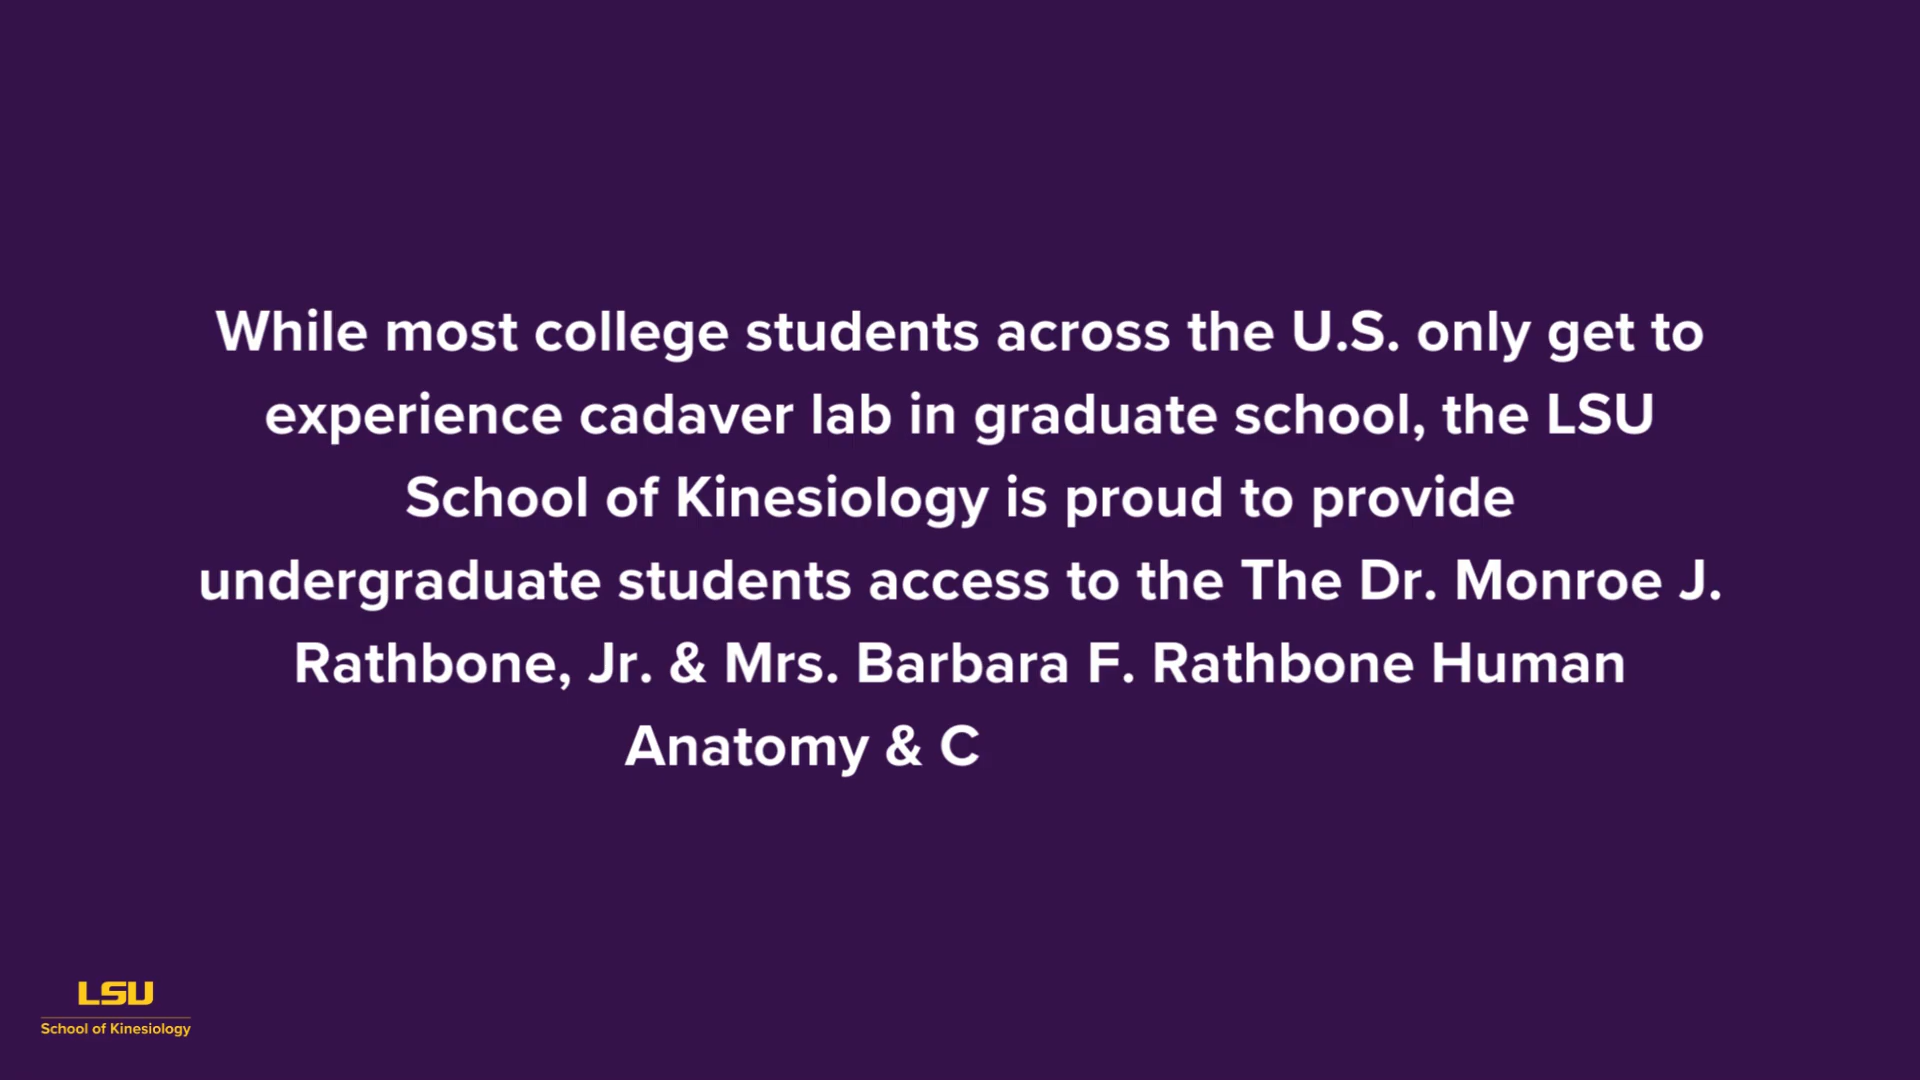 While most college students across the U.S. only get to
experience cadaver lab in graduate school, the LSU
School of Kinesiology is proud to provide
undergraduate students access to the The Dr. Monroe J.
Rathbone, Jr. & Mrs. Barbara F. Rathbone Human
Anatomy & C
LSU
School of Kinesiology